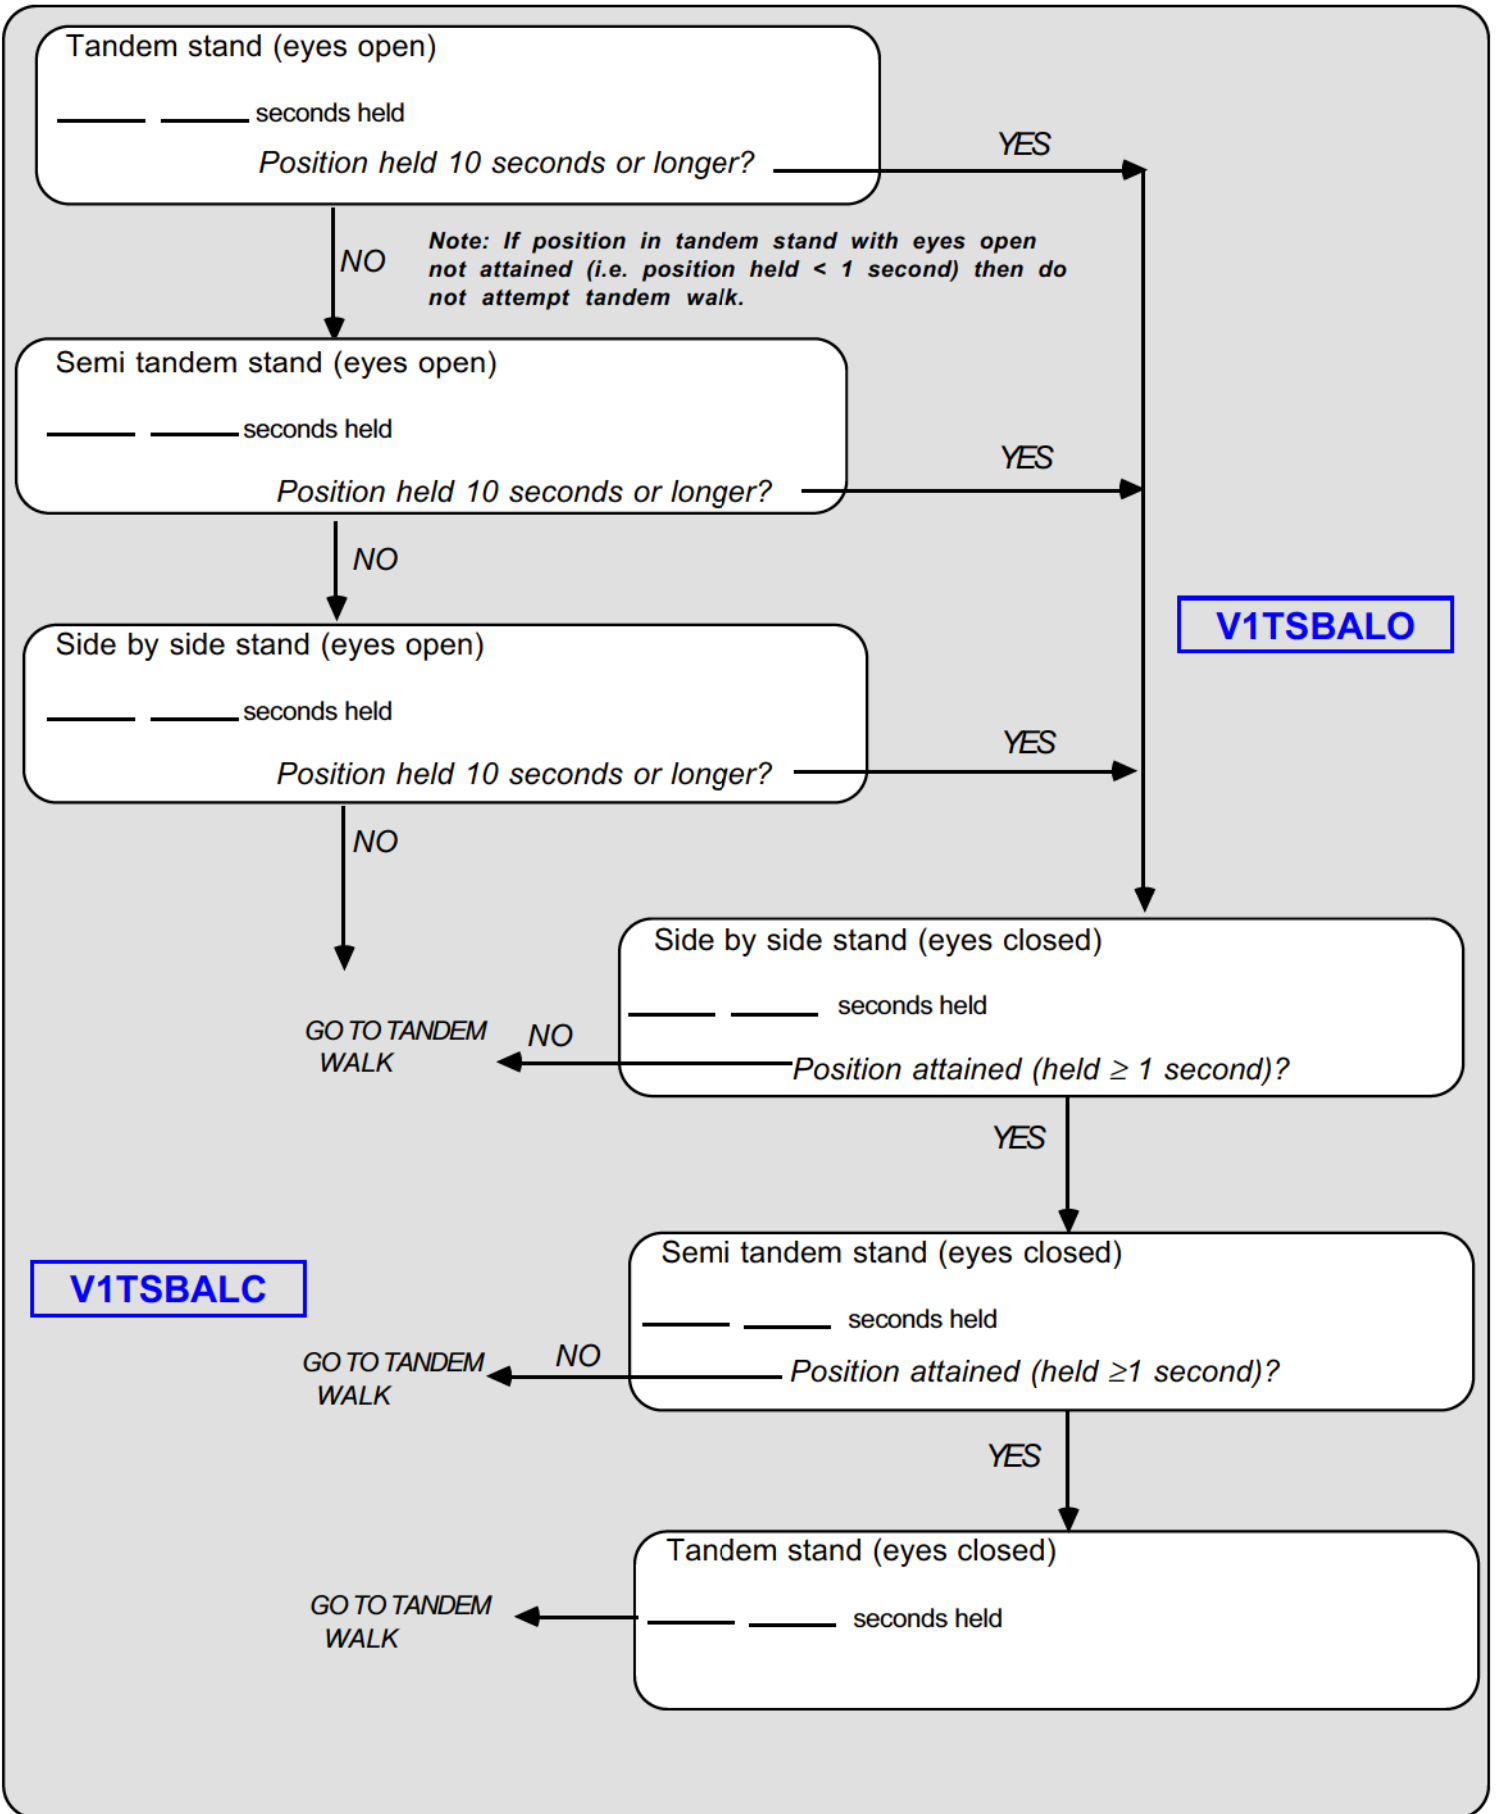 Tandem stand (eyes open)
seconds held
Position held 10 seconds or longer?
YES
NO
Note: If position in tandem stand with eyes open
not attained (i.e. position held < 1 second) then do
not attempt tandem walk.
Semi tandem stand (eyes open)
seconds held
Position held 10 seconds or longer?
YES
NO
V1TSBALO
Side by side stand (eyes open)
seconds held
Position held 10 seconds or longer?
YES
NO
Side by side stand (eyes closed)
seconds held
Position attained (held ≥ 1 second)?
NO
GO TO TANDEM
WALK
YES
Semi tandem stand (eyes closed)
V1TSBALC
seconds held
Position attained (held ≥1 second)?
NO
GO TO TANDEM
WALK
YES
Tandem stand (eyes closed)
seconds held
GO TO TANDEM
WALK